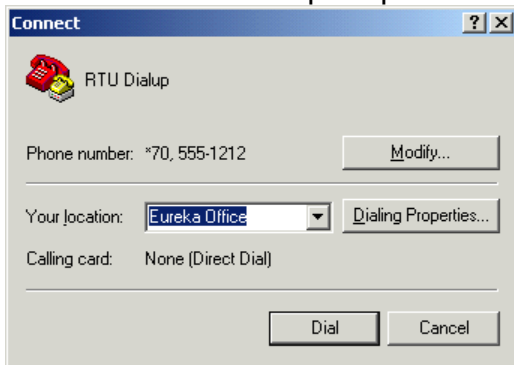 Connect
RTU Dialup
Phone number: *70, 555-1212 Modify...
Your location: Eureka Office Dialing Properties...
Calling card: None (Direct Dial)
Dial Cancel